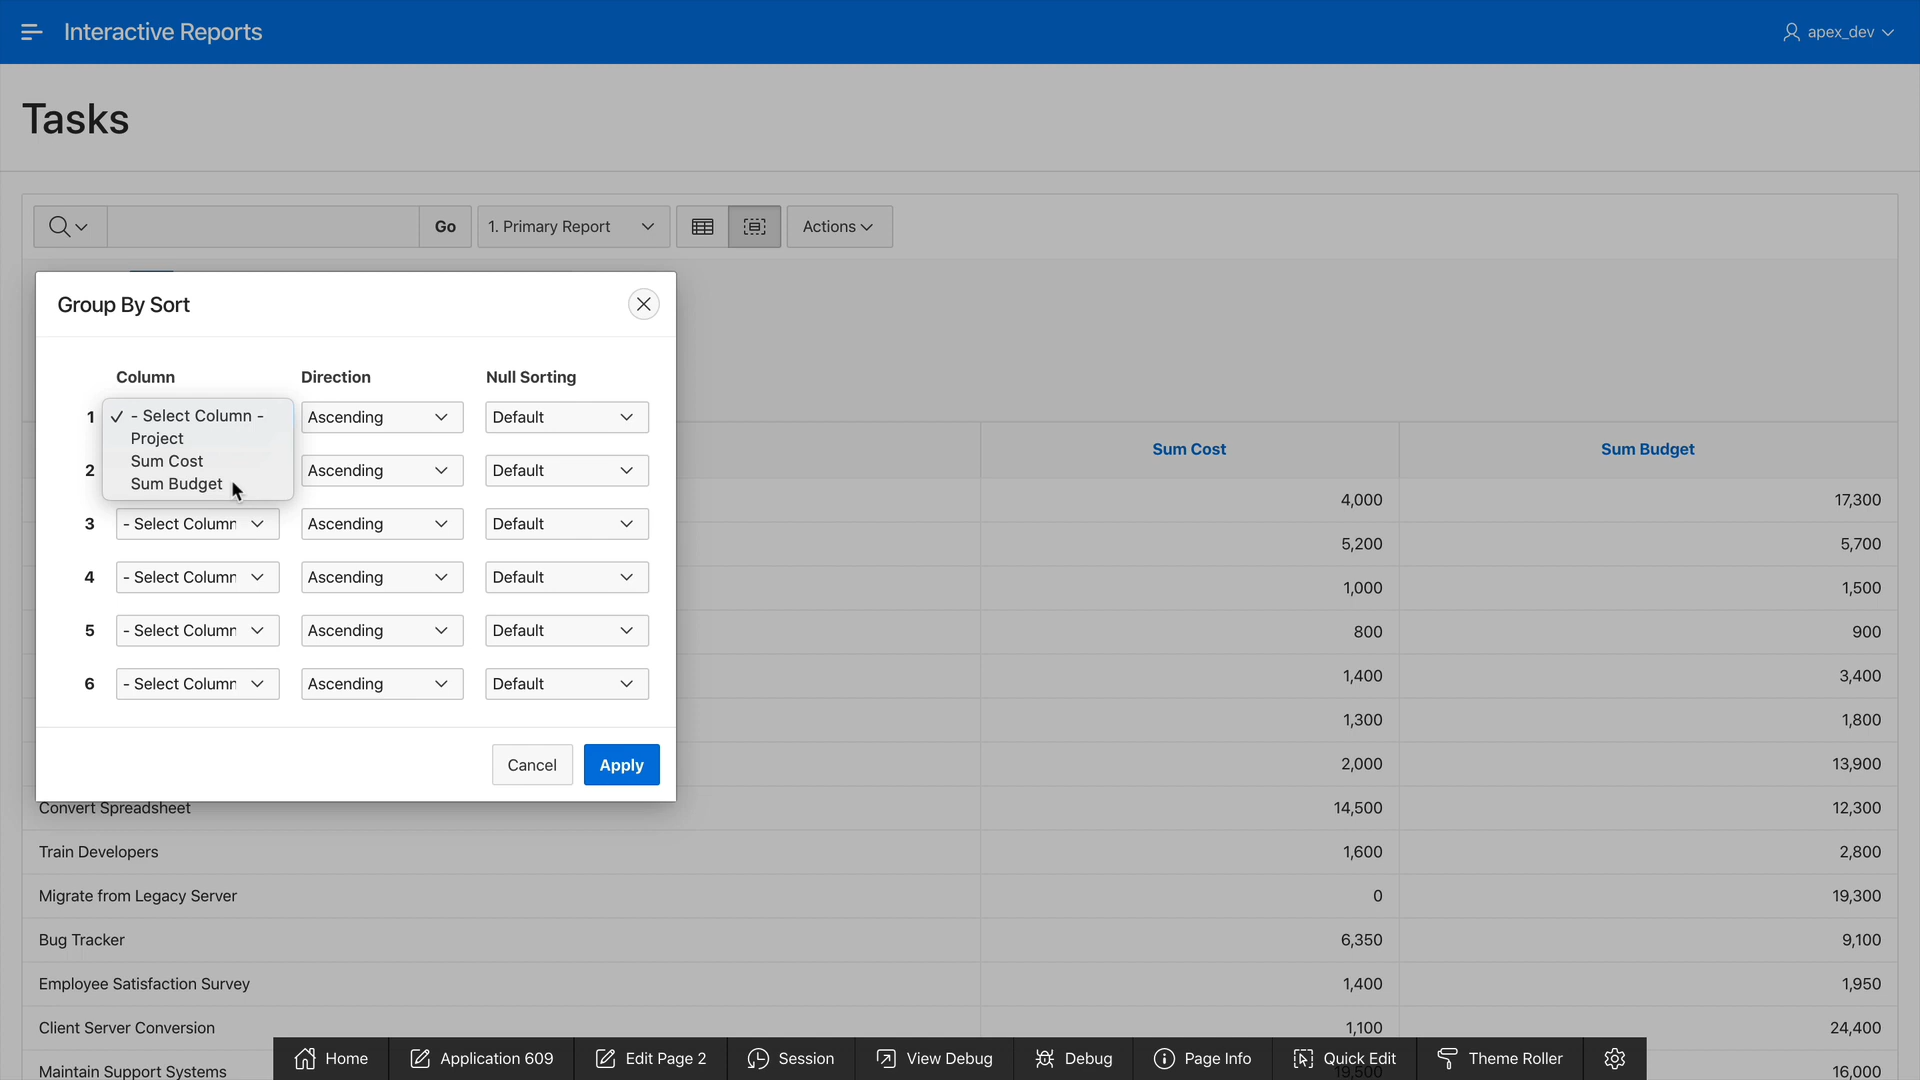 Interactive Reports
apex_dev
Tasks
Go
1. Primary Report
Actions
Group By Sort
Column Direction Null Sorting
1 ✓ - Select Column - Ascending Default
Project
Sum Cost
2 Ascending Default
Sum Budget
3 - Select Column Ascending Default
4 - Select Column Ascending Default
5 - Select Column Ascending Default
6 - Select Column Ascending Default
Cancel Apply
Sum Cost Sum Budget
4,000 17,300
5,200 5,700
1,000 1,500
800 900
1,400 3,400
1,300 1,800
2,000 13,900
Convert Spreadsheet 14,500 12,300
Train Developers 1,600 2,800
Migrate from Legacy Server 0 19,300
Bug Tracker 6,350 9,100
Employee Satisfaction Survey 1,400 1,950
Client Server Conversion 1,100 24,400
Maintain Support Systems 19,500 16,000
Home Application 609 Edit Page 2 Session View Debug Debug Page Info Quick Edit Theme Roller